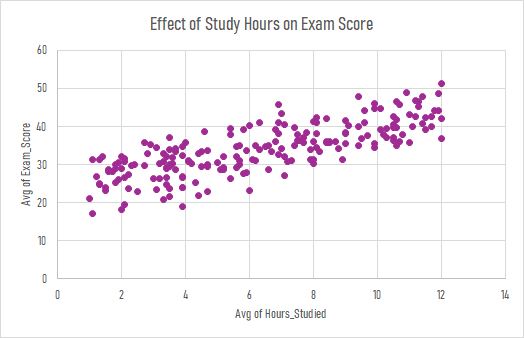 Effect of Study Hours on Exam Score
60
50
40
30
20
10
0
Avg of Exam_Score
0 2 4 6 8 10 12 14
Avg of Hours_Studied